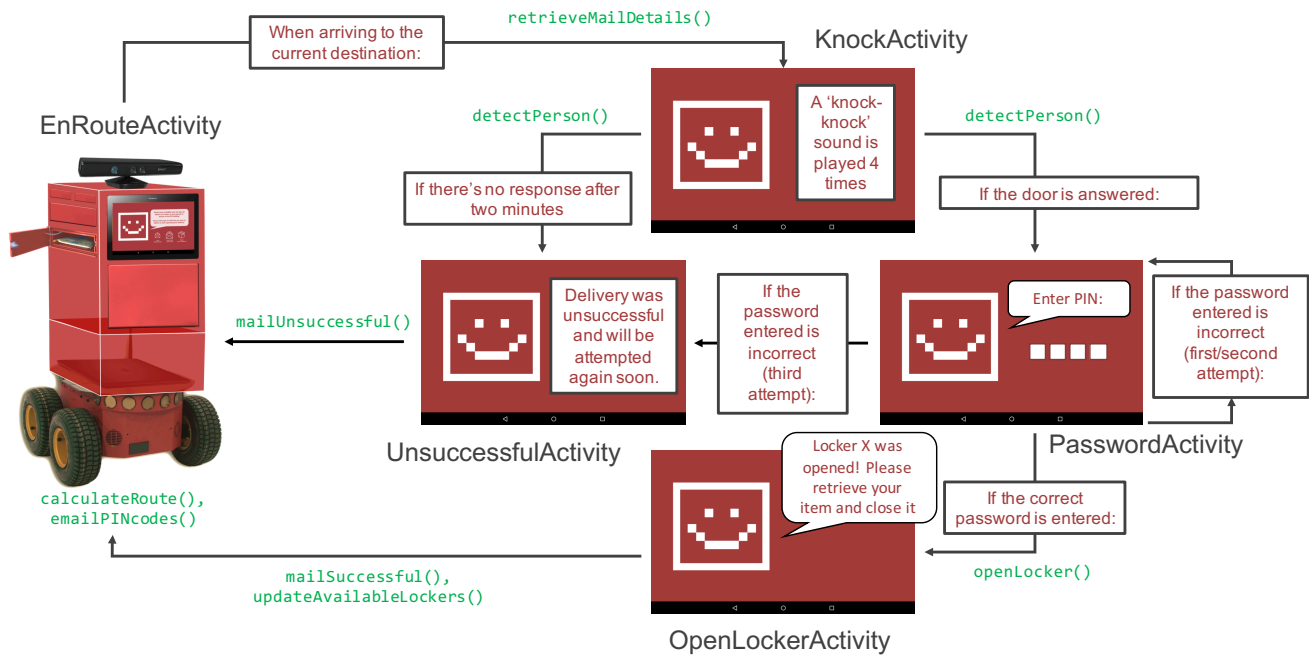 retrieveMailDetails()
When arriving to the
current destination:
KnockActivity
EnRouteActivity
detectPerson()
A ‘knock-
knock’
sound is
played 4
times
detectPerson()
If there’s no response after
two minutes
If the door is answered:
mailUnsuccessful()
Delivery was
unsuccessful
and will be
attempted
again soon.
If the
password
entered is
incorrect
(third
attempt):
Enter PIN:
If the password
entered is
incorrect
(first/second
attempt):
UnsuccessfulActivity
PasswordActivity
Locker X was
opened! Please
retrieve your
item and close it
If the correct
password is entered:
calculateRoute(),
emailPINcodes()
mailSuccessful(),
updateAvailableLockers()
openLocker()
OpenLockerActivity